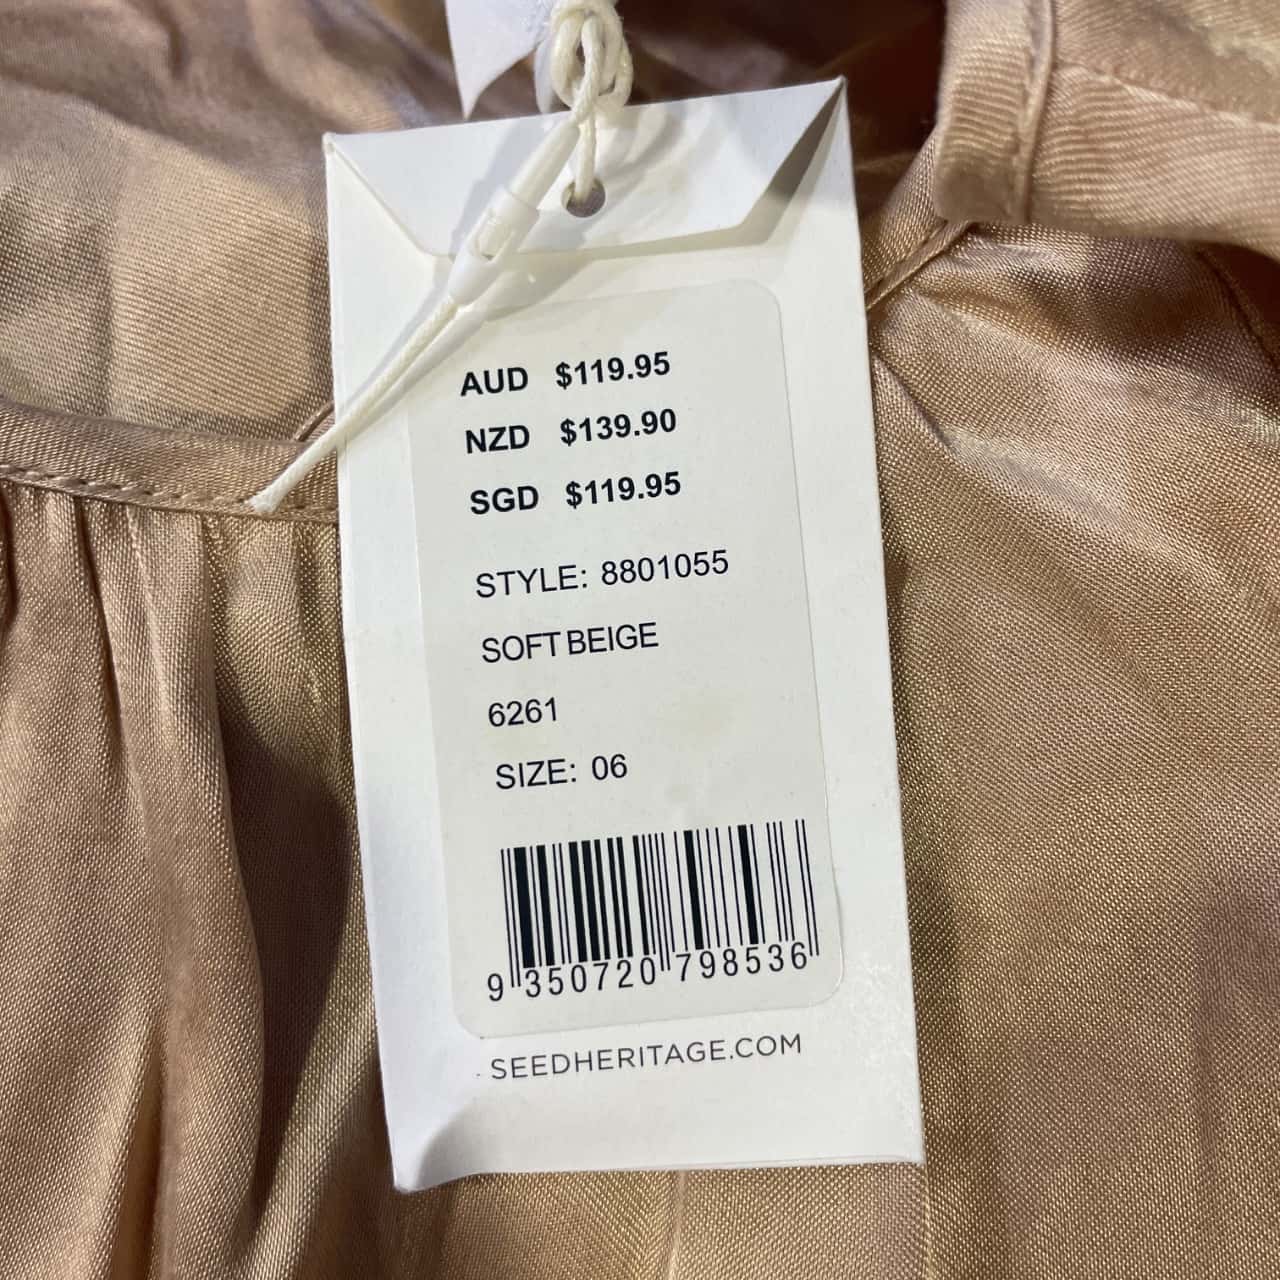 AUD $119.95
NZD $139.90
SGD $119.95
STYLE: 8801055
SOFT BEIGE
6261
SIZE: 06
9 350720 798536
SEEDHERITAGE.COM